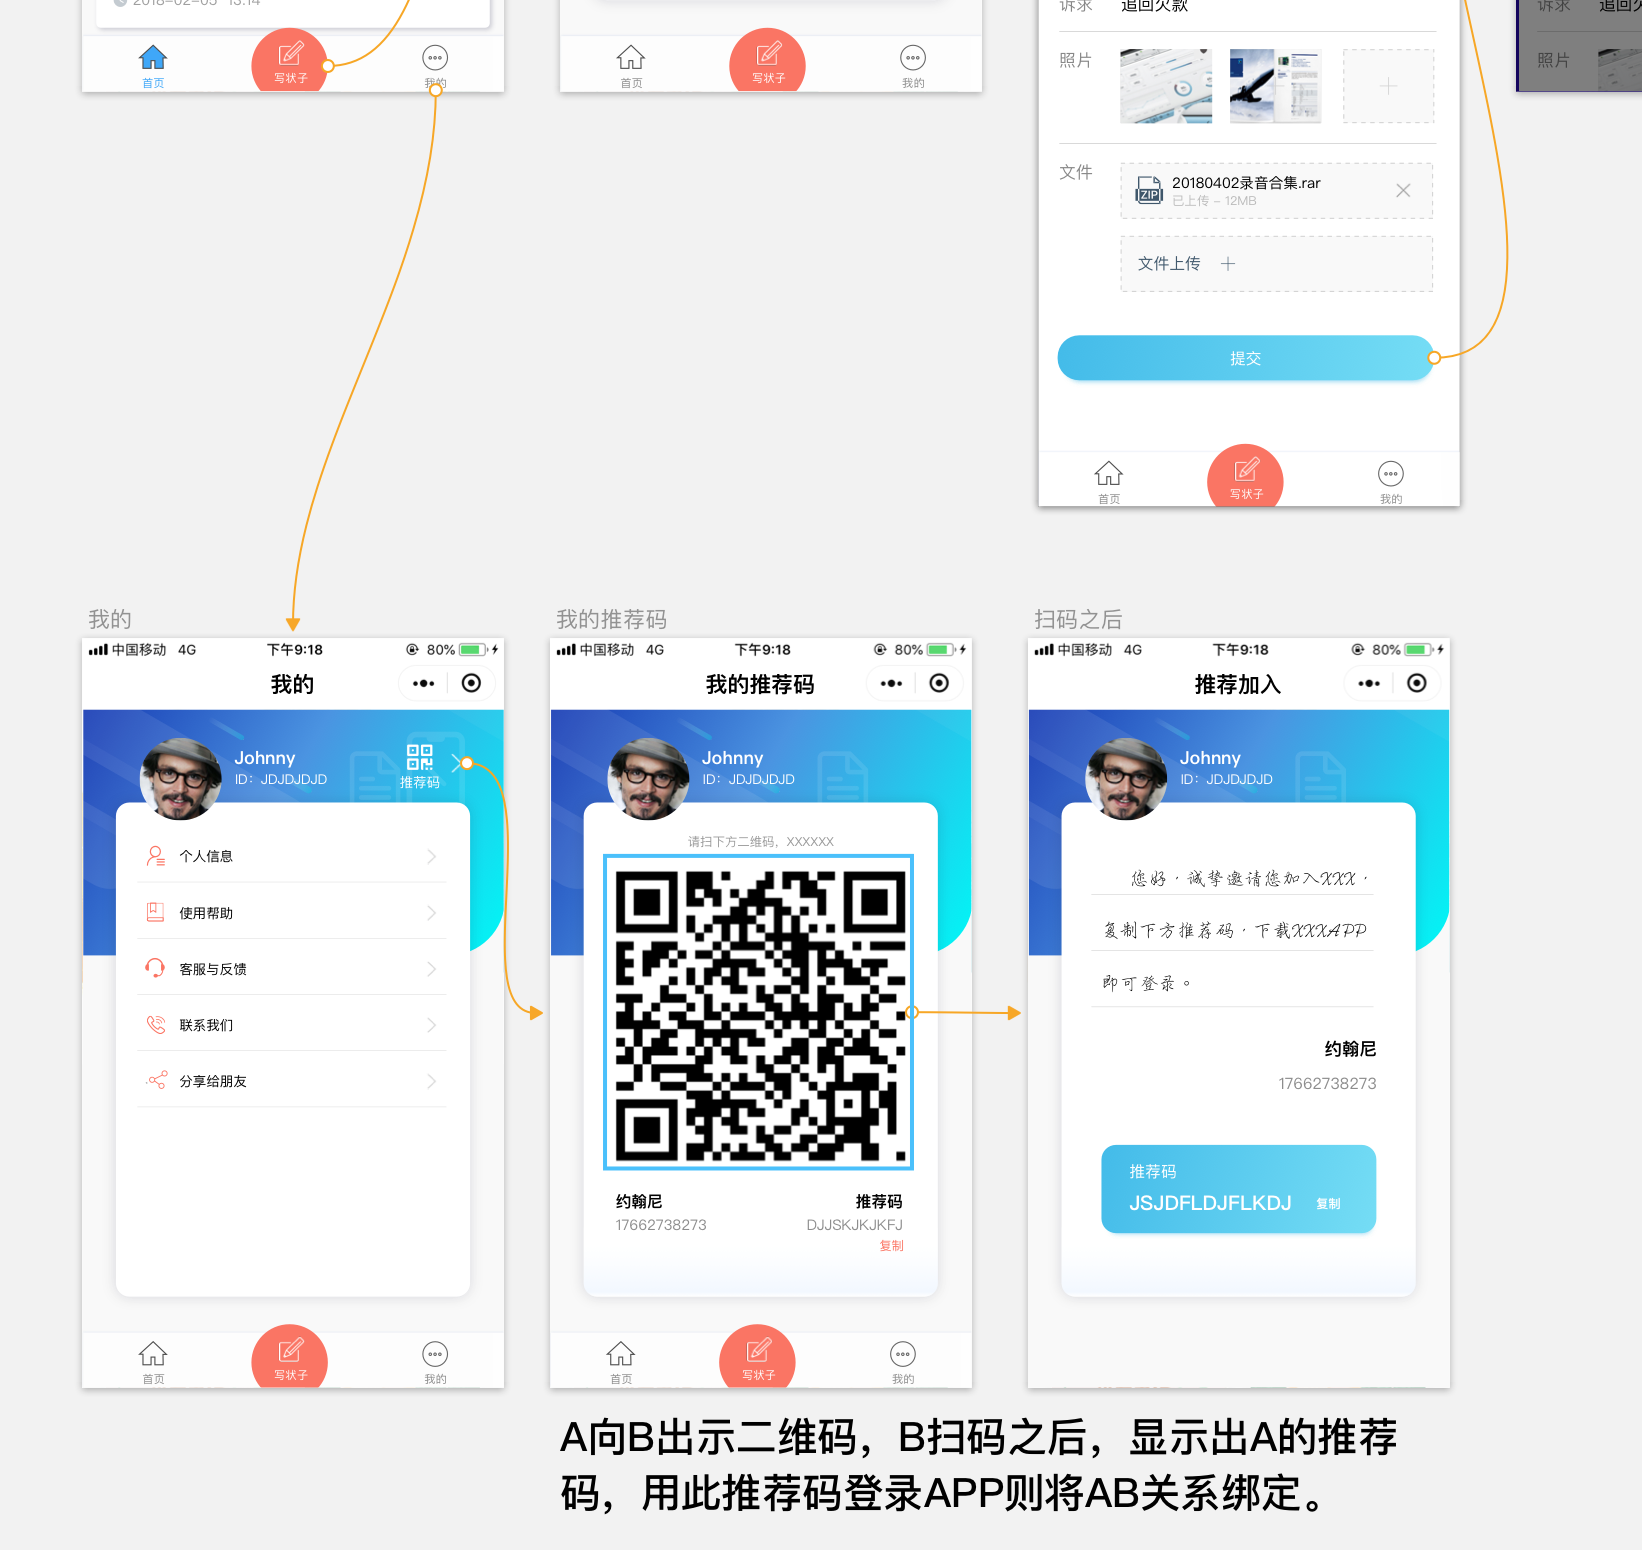 2018-02-05 13:14
首页
写状子
我的
首页
写状子
我的
诉求 追回欠款
照片
文件
ZIP
20180402录音合集.rar
已上传 - 12MB
文件上传
提交
首页
写状子
我的
诉求 追回
照片
我的
中国移动 4G 下午9:18 80%
我的
Johnny
ID：JDJDJDJD
推荐码
个人信息
使用帮助
客服与反馈
联系我们
分享给朋友
首页
写状子
我的
我的推荐码
中国移动 4G 下午9:18 80%
我的推荐码
Johnny
ID：JDJDJDJD
请扫下方二维码，XXXXXX
约翰尼 推荐码
17662738273 DJJSKJKJKFJ
复制
首页
写状子
我的
扫码之后
中国移动 4G 下午9:18 80%
推荐加入
Johnny
ID：JDJDJDJD
您好，诚挚邀请您加入XXX，
复制下方推荐码，下载XXXAPP
即可登录。
约翰尼
17662738273
推荐码
JSJDFLDJFLKDJ 复制
A向B出示二维码，B扫码之后，显示出A的推荐
码，用此推荐码登录APP则将AB关系绑定。